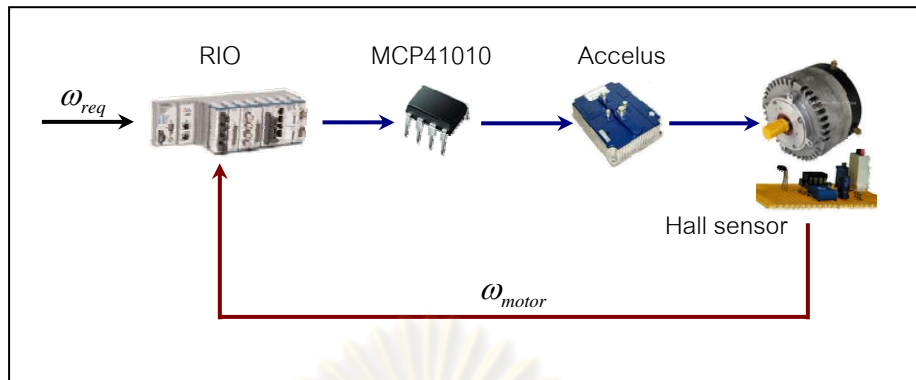 RIO
MCP41010
Accelus
ω_req
Hall sensor
ω_motor